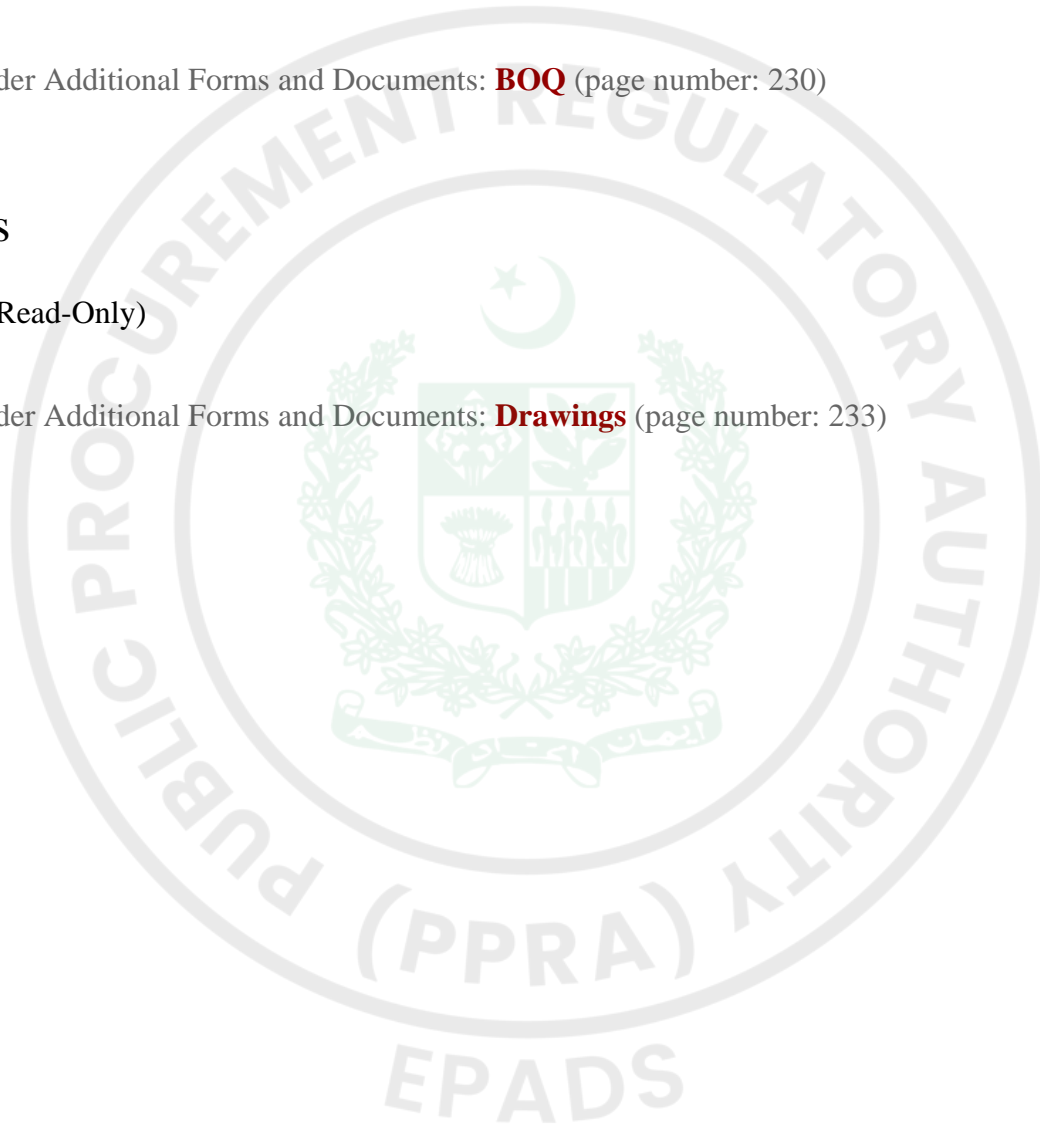 der Additional Forms and Documents: BOQ (page number: 230)
S
Read-Only)
der Additional Forms and Documents: Drawings (page number: 233)
PUBLIC PROCUREMENT REGULATORY AUTHORITY
(PPRA)
EPADS